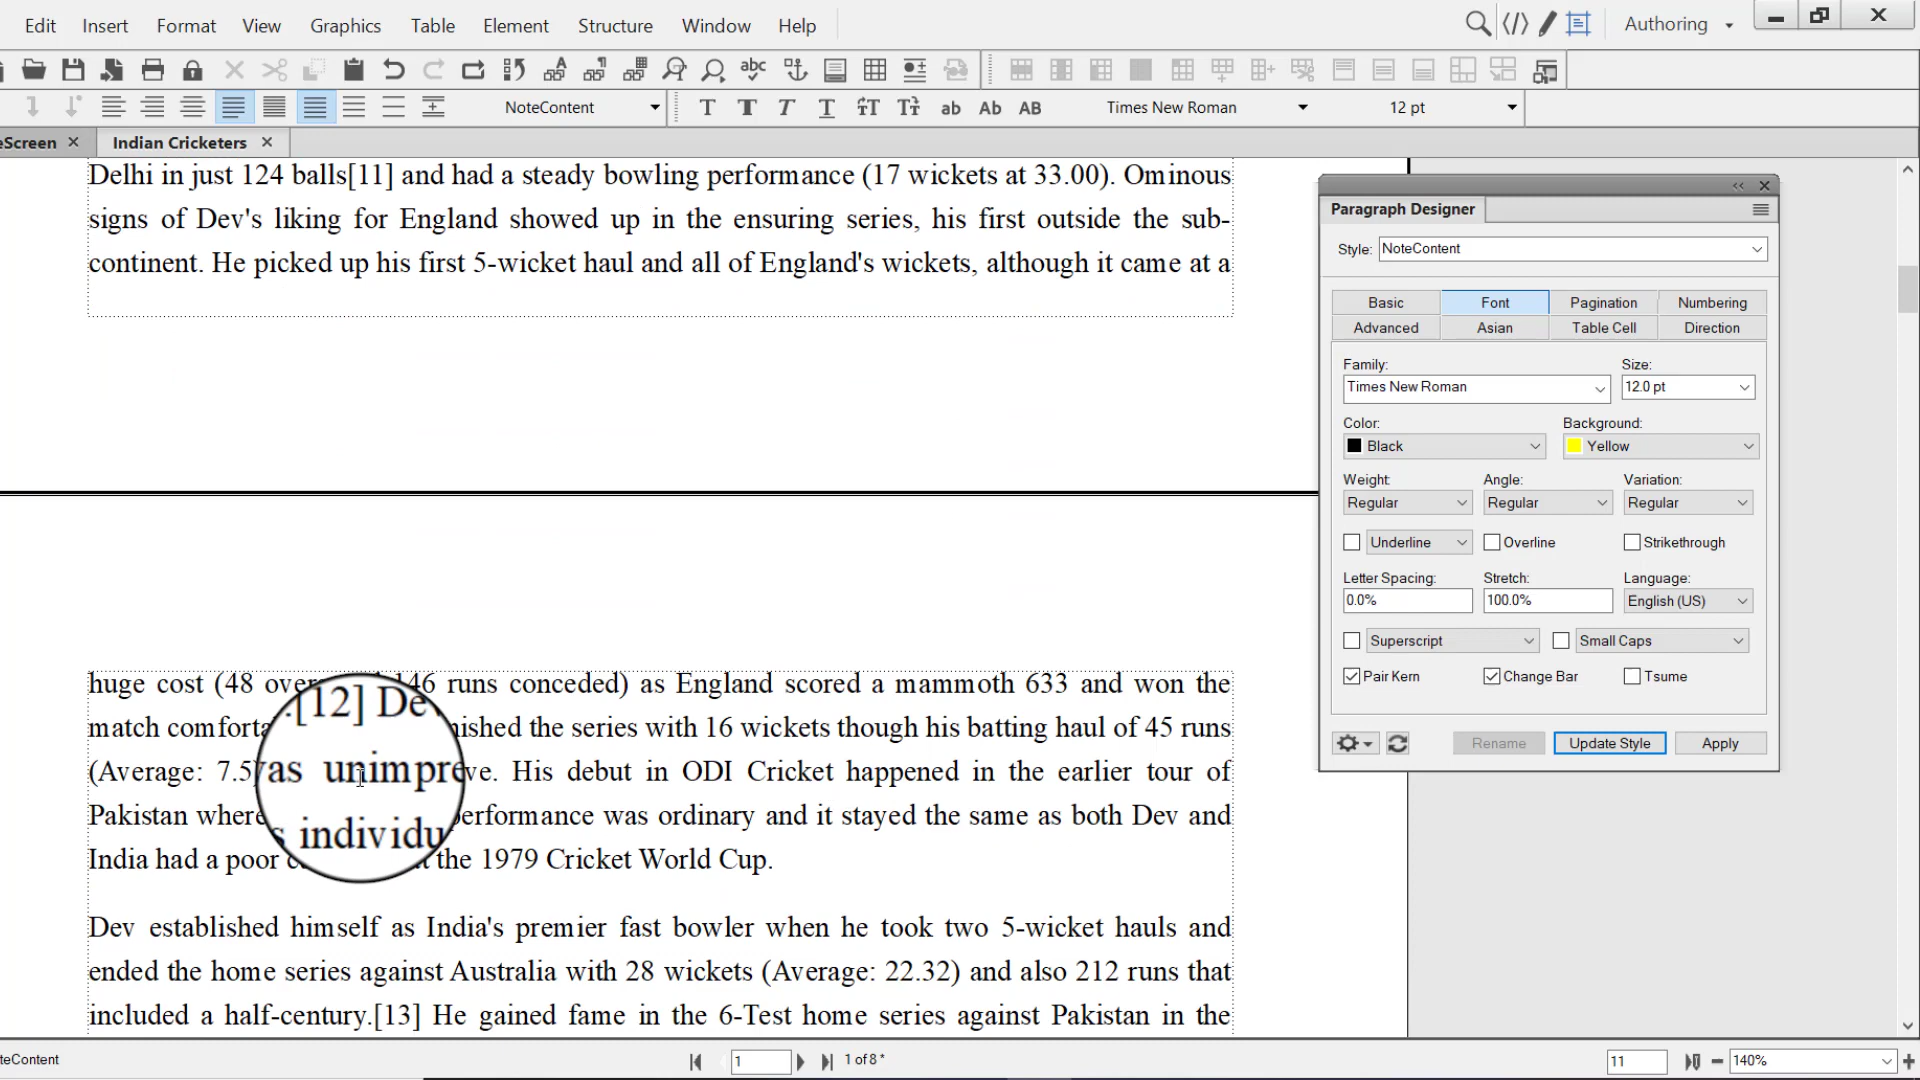 Edit Insert Format View Graphics Table Element Structure Window Help
Authoring
NoteContent
T T T T ab Ab AB
Times New Roman
12 pt
eScreen
Indian Cricketers
Delhi in just 124 balls[11] and had a steady bowling performance (17 wickets at 33.00). Ominous
signs of Dev's liking for England showed up in the ensuring series, his first outside the sub-
continent. He picked up his first 5-wicket haul and all of England's wickets, although it came at a
huge cost (48 over 146 runs conceded) as England scored a mammoth 633 and won the
.[12] Dev
match comforta nished the series with 16 wickets though his batting haul of 45 runs
(Average: 7.5) as unimpre ve. His debut in ODI Cricket happened in the earlier tour of
Pakistan where s individu performance was ordinary and it stayed the same as both Dev and
India had a poor c the 1979 Cricket World Cup.
Dev established himself as India's premier fast bowler when he took two 5-wicket hauls and
ended the home series against Australia with 28 wickets (Average: 22.32) and also 212 runs that
included a half-century.[13] He gained fame in the 6-Test home series against Pakistan in the
Paragraph Designer
Style: NoteContent
Basic Font Pagination Numbering
Advanced Asian Table Cell Direction
Family: Size:
Times New Roman 12.0 pt
Color: Background:
Black Yellow
Weight: Angle: Variation:
Regular Regular Regular
Underline Overline Strikethrough
Letter Spacing: Stretch: Language:
0.0% 100.0% English (US)
Superscript Small Caps
Pair Kern Change Bar Tsume
Rename Update Style Apply
teContent
1
1 of 8 *
11
140%